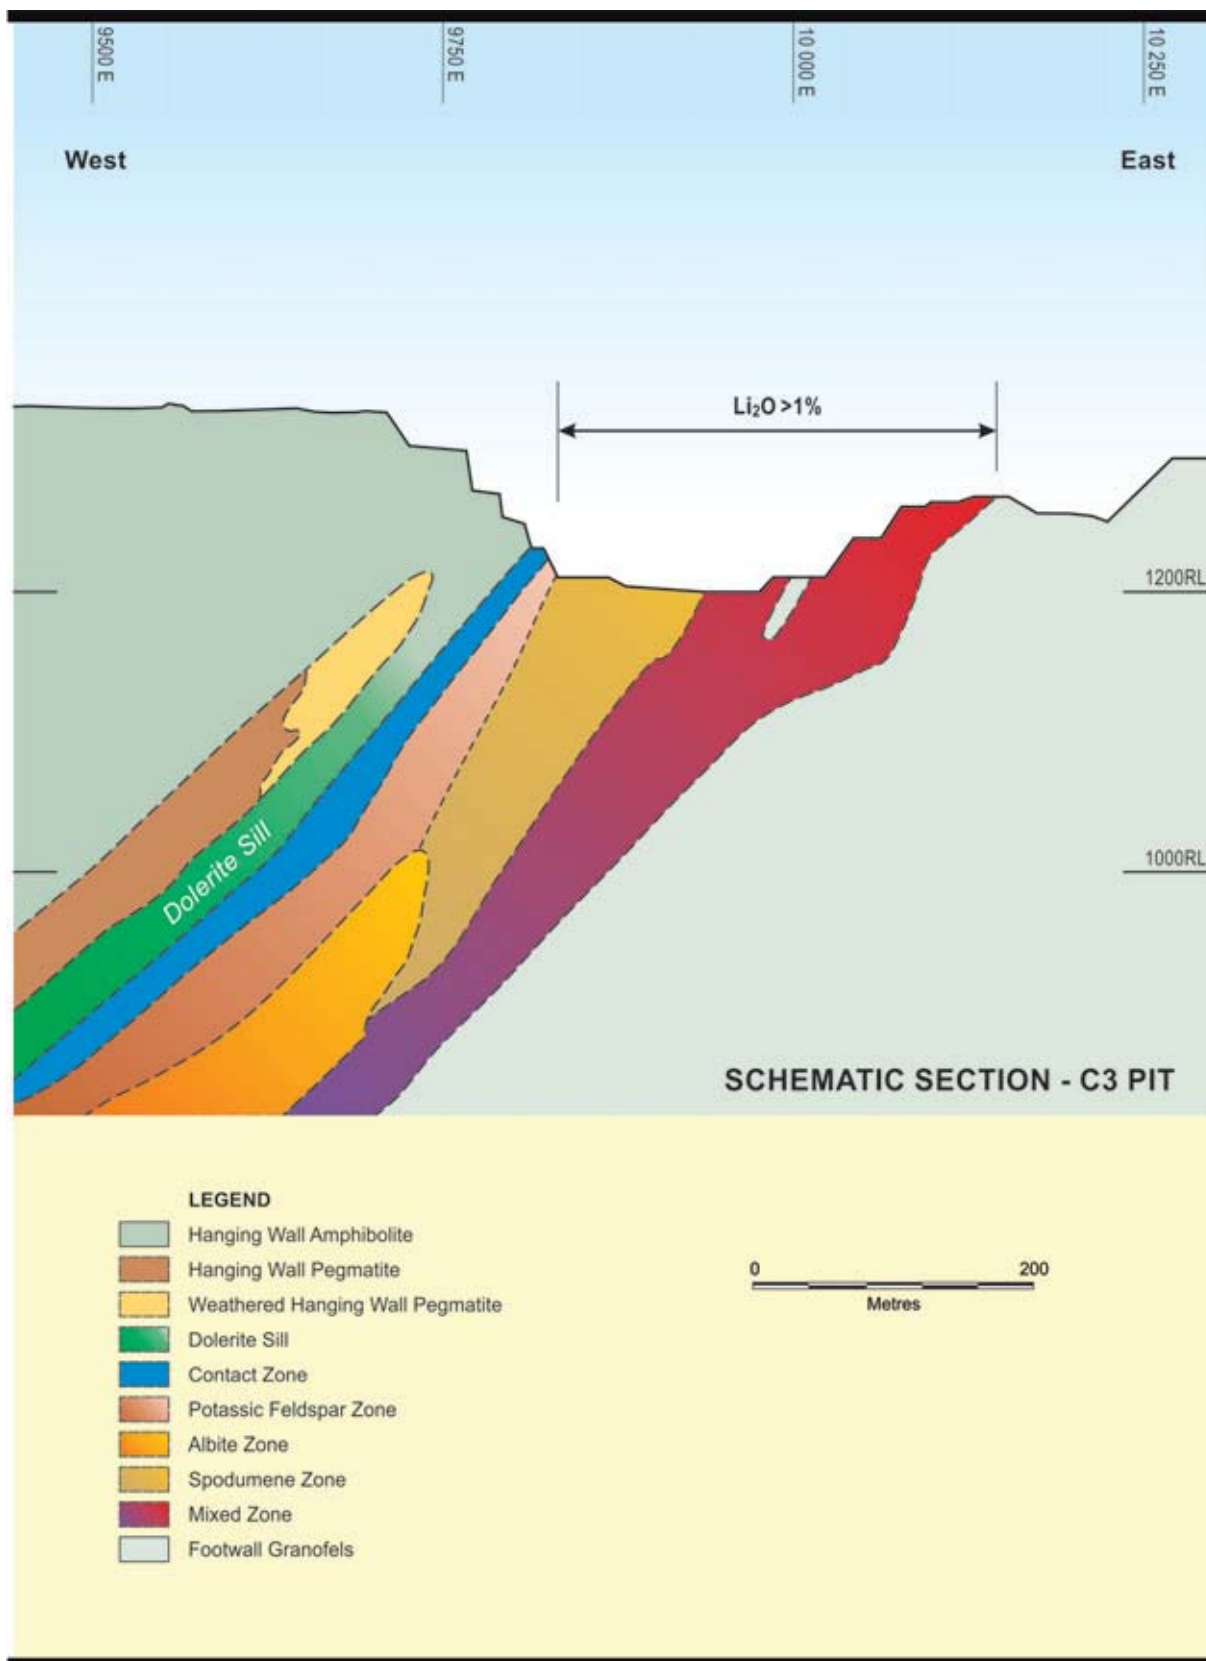 9500 E
9750 E
10 000 E
10 250 E
West
East
Li₂O >1%
1200RL
1000RL
Dolerite Sill
SCHEMATIC SECTION - C3 PIT
LEGEND
Hanging Wall Amphibolite
Hanging Wall Pegmatite
Weathered Hanging Wall Pegmatite
Dolerite Sill
Contact Zone
Potassic Feldspar Zone
Albite Zone
Spodumene Zone
Mixed Zone
Footwall Granofels
0 200
Metres